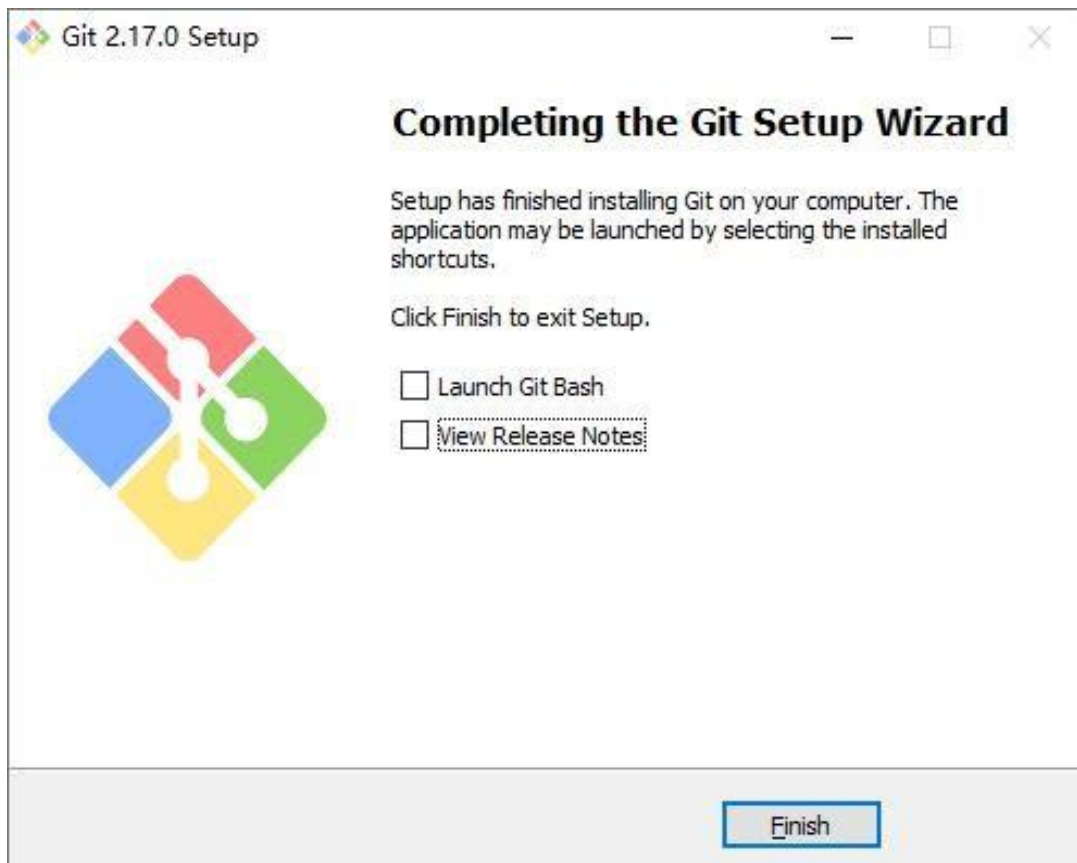 Git 2.17.0 Setup
Completing the Git Setup Wizard
Setup has finished installing Git on your computer. The
application may be launched by selecting the installed
shortcuts.
Click Finish to exit Setup.
Launch Git Bash
View Release Notes
Finish